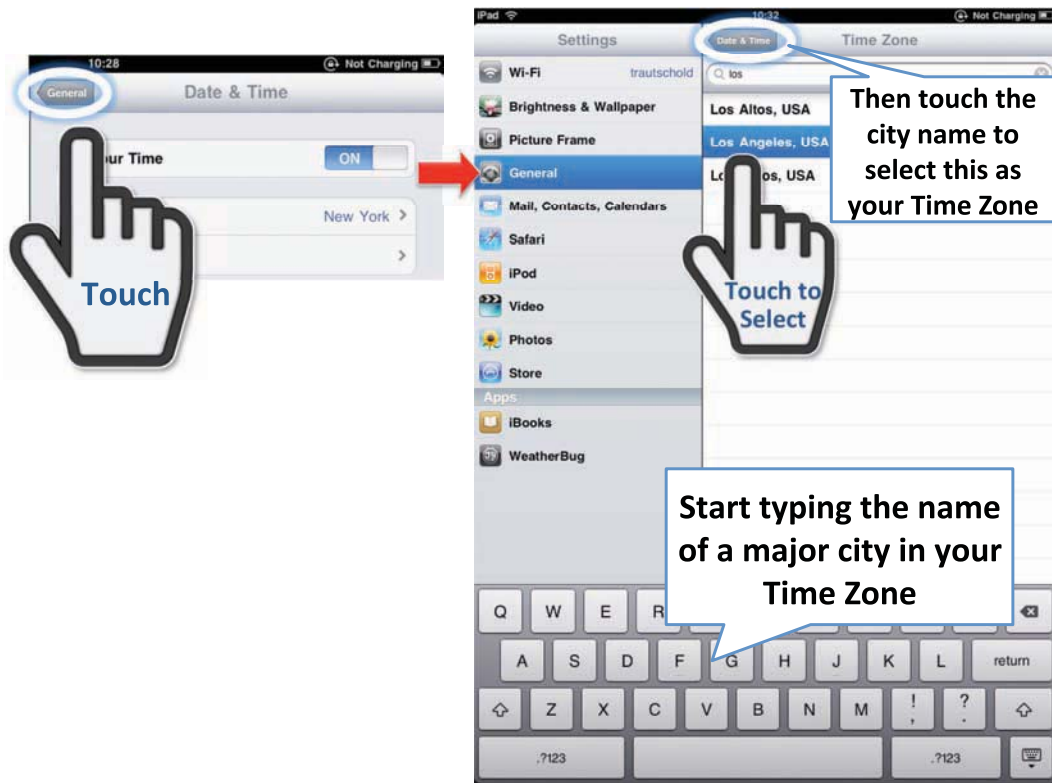 10:28
Not Charging
General
Date & Time
ur Time
ON
New York
Touch
iPad
10:32
Not Charging
Settings
Date & Time
Time Zone
Wi-Fi
trautschold
Brightness & Wallpaper
Picture Frame
General
Mail, Contacts, Calendars
Safari
iPod
Video
Photos
Store
Apps
iBooks
WeatherBug
los
Los Altos, USA
Los Angeles, USA
os, USA
Then touch the
city name to
select this as
your Time Zone
Touch to
Select
Start typing the name
of a major city in your
Time Zone
Q W E R
A S D F G H J K L return
Z X C V B N M ! , ? .
.?123 .?123